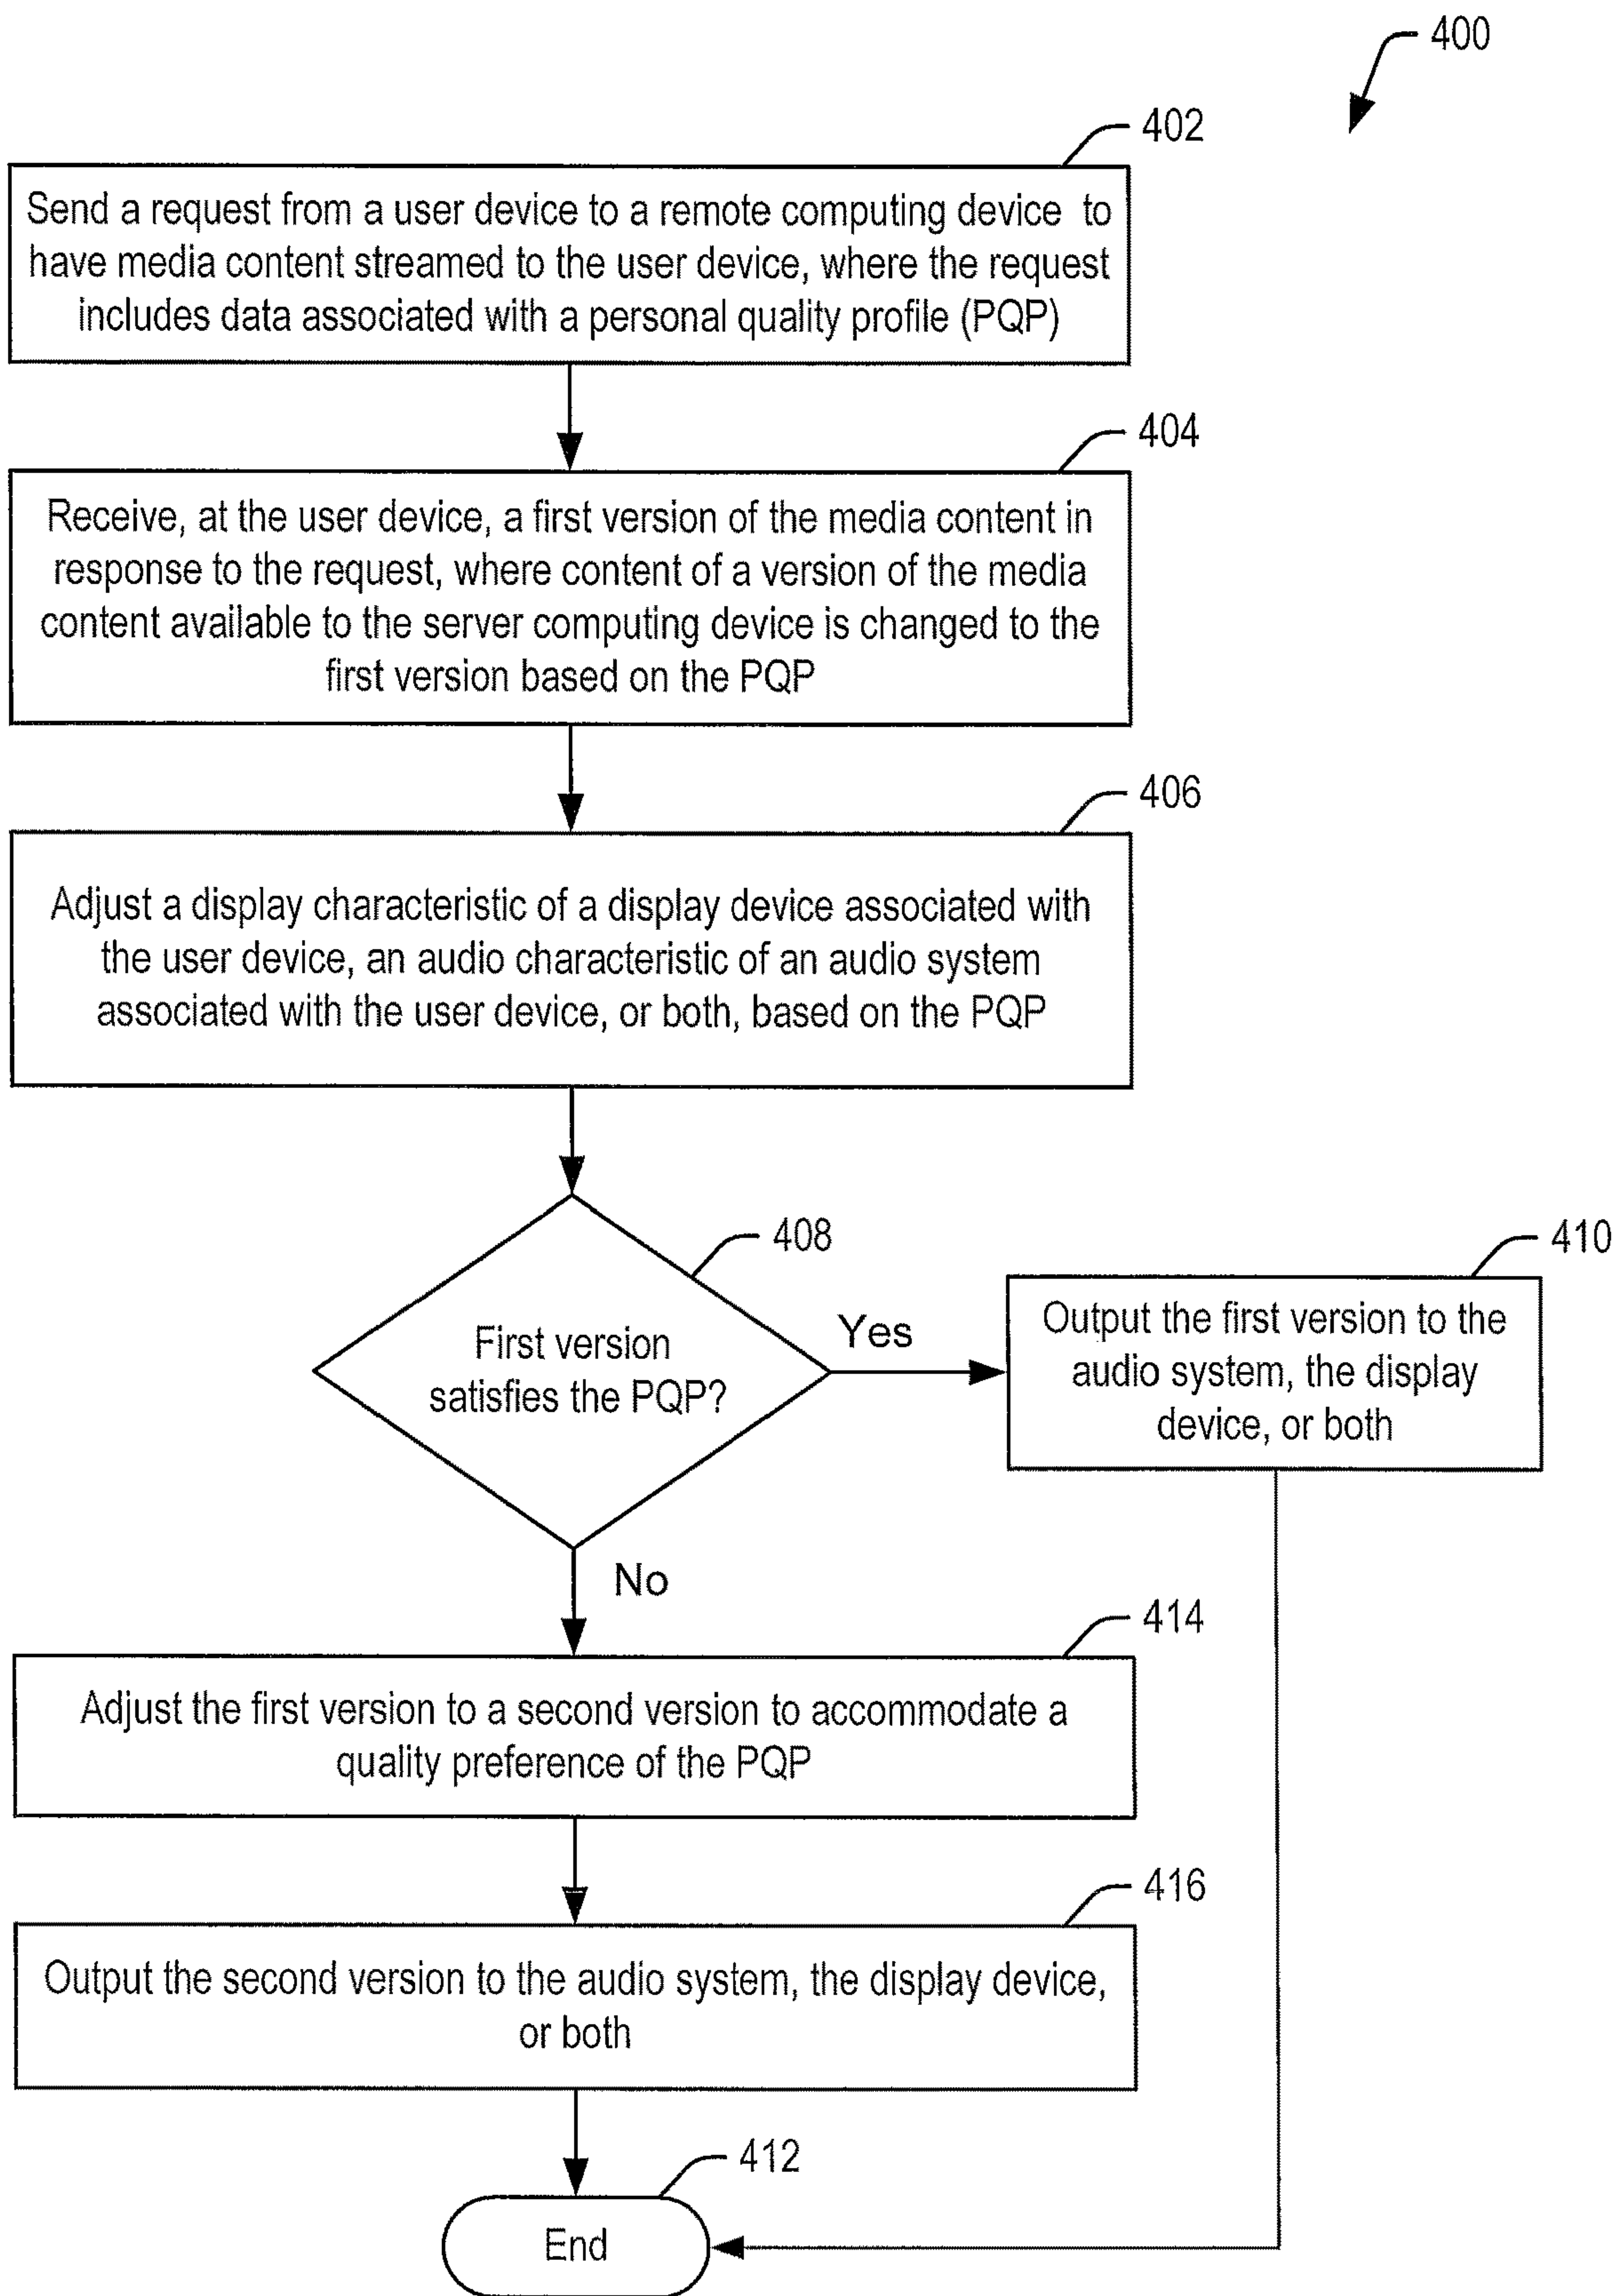 400
402
Send a request from a user device to a remote computing device to
have media content streamed to the user device, where the request
includes data associated with a personal quality profile (PQP)
404
Receive, at the user device, a first version of the media content in
response to the request, where content of a version of the media
content available to the server computing device is changed to the
first version based on the PQP
406
Adjust a display characteristic of a display device associated with
the user device, an audio characteristic of an audio system
associated with the user device, or both, based on the PQP
408
First version
satisfies the PQP?
Yes
410
Output the first version to the
audio system, the display
device, or both
No
414
Adjust the first version to a second version to accommodate a
quality preference of the PQP
416
Output the second version to the audio system, the display device,
or both
412
End